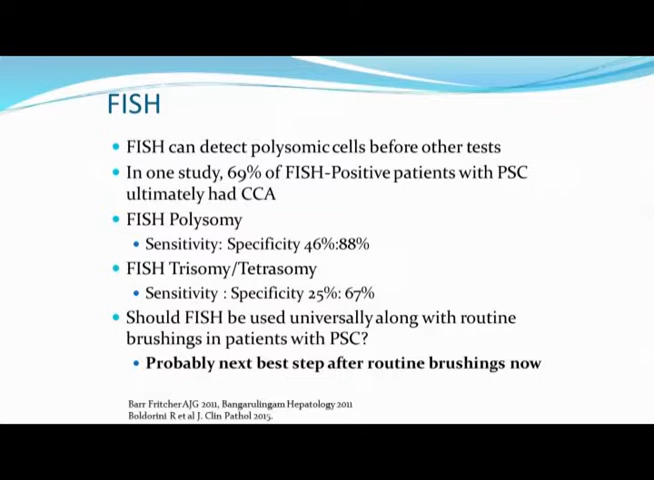 FISH
• FISH can detect polysomic cells before other tests
• In one study, 69% of FISH-Positive patients with PSC
ultimately had CCA
• FISH Polysomy
• Sensitivity: Specificity 46%:88%
• FISH Trisomy/Tetrasomy
• Sensitivity : Specificity 25%: 67%
• Should FISH be used universally along with routine
brushings in patients with PSC?
• Probably next best step after routine brushings now
Barr Fritcher AJG 2011, Bangarulingam Hepatology 2011
Boldorini R et al J. Clin Pathol 2015.